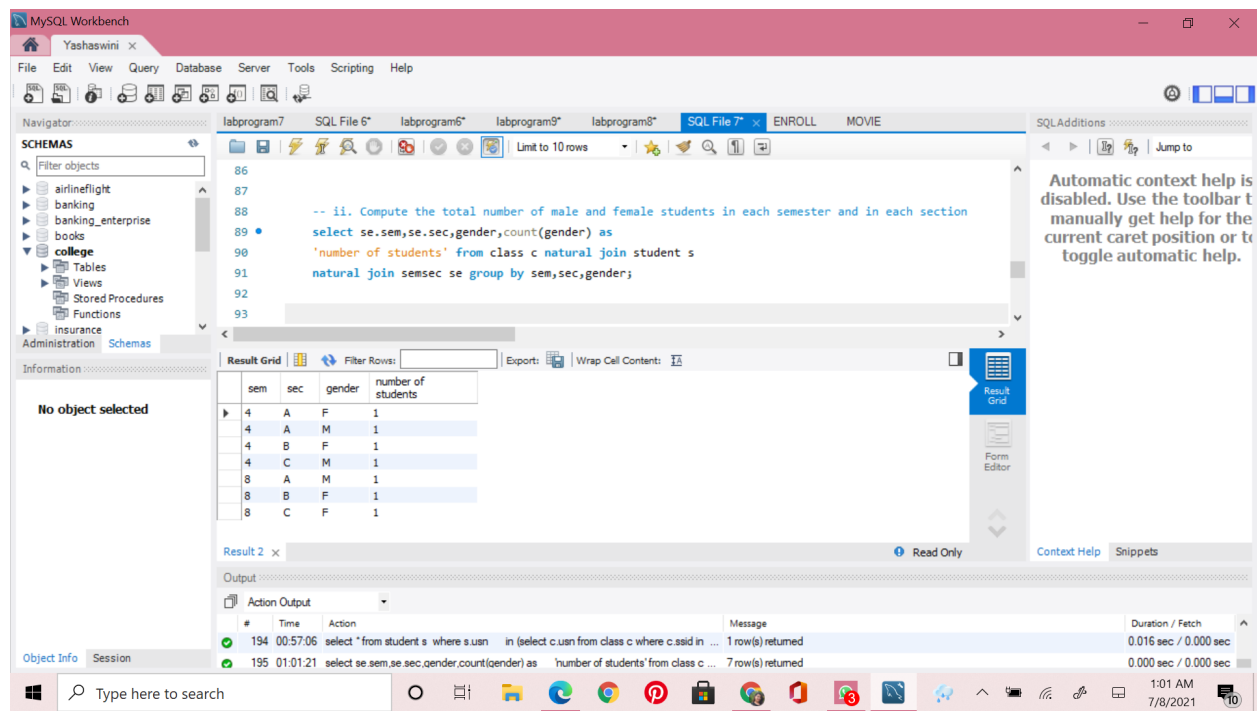 MySQL Workbench
Yashaswini
File Edit View Query Database Server Tools Scripting Help
Navigator
SCHEMAS
Filter objects
airlineflight
banking
banking_enterprise
books
college
Tables
Views
Stored Procedures
Functions
insurance
Administration Schemas
Information
No object selected
Object Info Session
labprogram7 SQL File 6* labprogram6* labprogram9* labprogram8* SQL File 7* ENROLL MOVIE
Limit to 10 rows
86
87
88 -- ii. Compute the total number of male and female students in each semester and in each section
89 select se.sem,se.sec,gender,count(gender) as
90 'number of students' from class c natural join student s
91 natural join semsec se group by sem,sec,gender;
92
93
Result Grid Filter Rows: Export: Wrap Cell Content:
sem sec gender number of students
4 A F 1
4 A M 1
4 B F 1
4 C M 1
8 A M 1
8 B F 1
8 C F 1
Result Grid
Form Editor
Result 2 Read Only
Output
Action Output
# Time Action Message Duration / Fetch
194 00:57:06 select * from student s where s.usn in (select c.usn from class c where c.ssid in ... 1 row(s) returned 0.016 sec / 0.000 sec
195 01:01:21 select se.sem,se.sec,gender,count(gender) as 'number of students' from class c ... 7 row(s) returned 0.000 sec / 0.000 sec
SQLAdditions
Jump to
Automatic context help is
disabled. Use the toolbar t
manually get help for the
current caret position or to
toggle automatic help.
Context Help Snippets
Type here to search
3
1:01 AM
7/8/2021
10